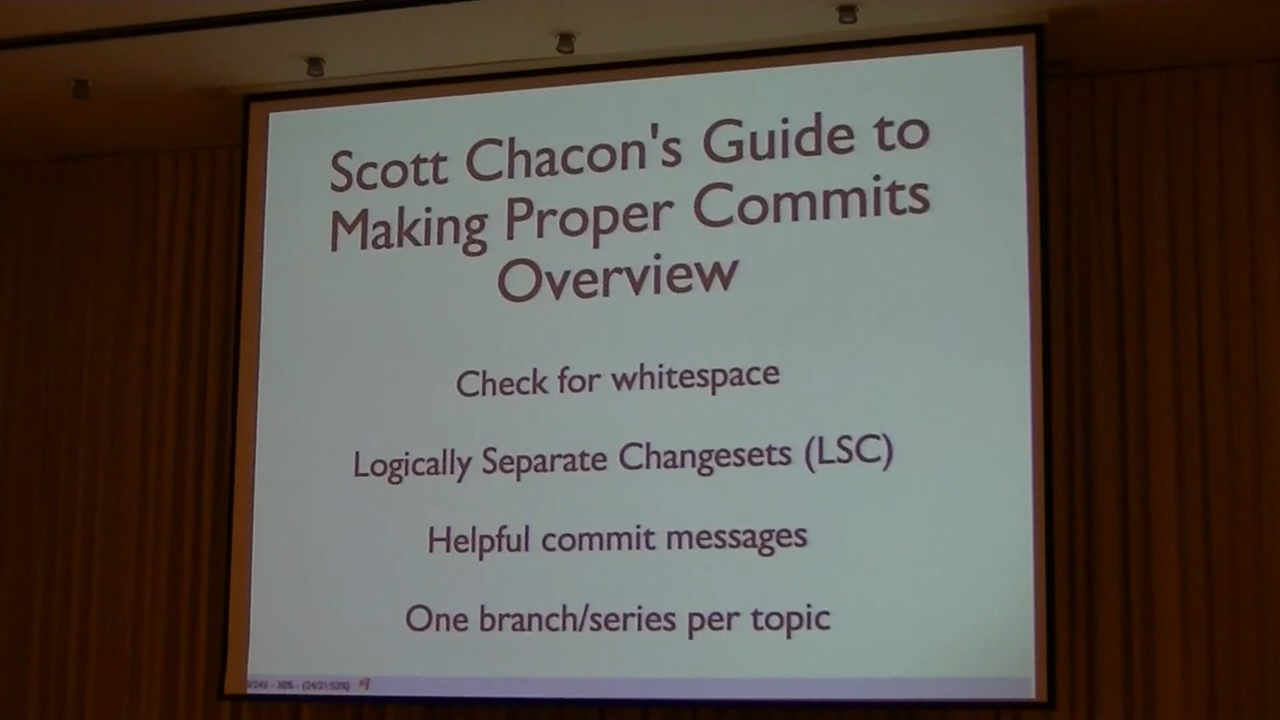 Scott Chacon's Guide to
Making Proper Commits
Overview
Check for whitespace
Logically Separate Changesets (LSC)
Helpful commit messages
One branch/series per topic